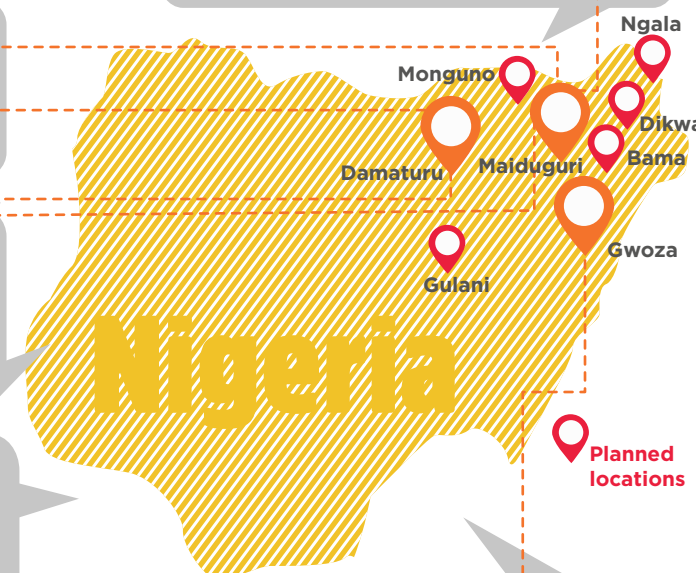 Ngala
Monguno
Dikwa
Bama
Damaturu
Maiduguri
Gwoza
Gulani
Nigeria
Planned
locations